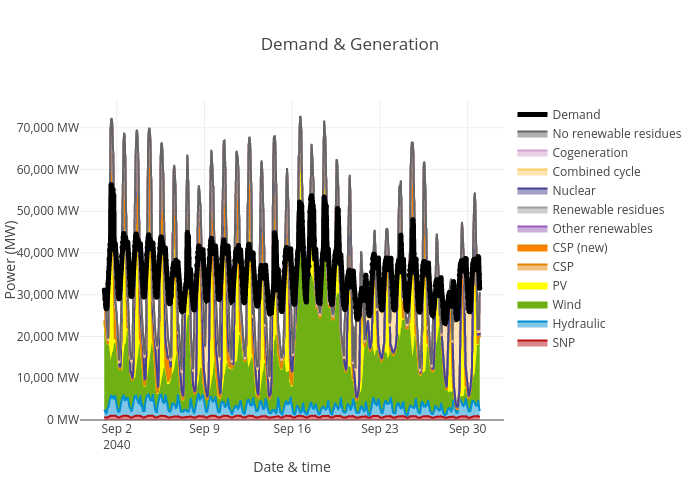 Demand & Generation
70,000 MW
60,000 MW
50,000 MW
40,000 MW
30,000 MW
20,000 MW
10,000 MW
0 MW
Power (MW)
Sep 2
2040
Sep 9
Sep 16
Sep 23
Sep 30
Date & time
Demand
No renewable residues
Cogeneration
Combined cycle
Nuclear
Renewable residues
Other renewables
CSP (new)
CSP
PV
Wind
Hydraulic
SNP